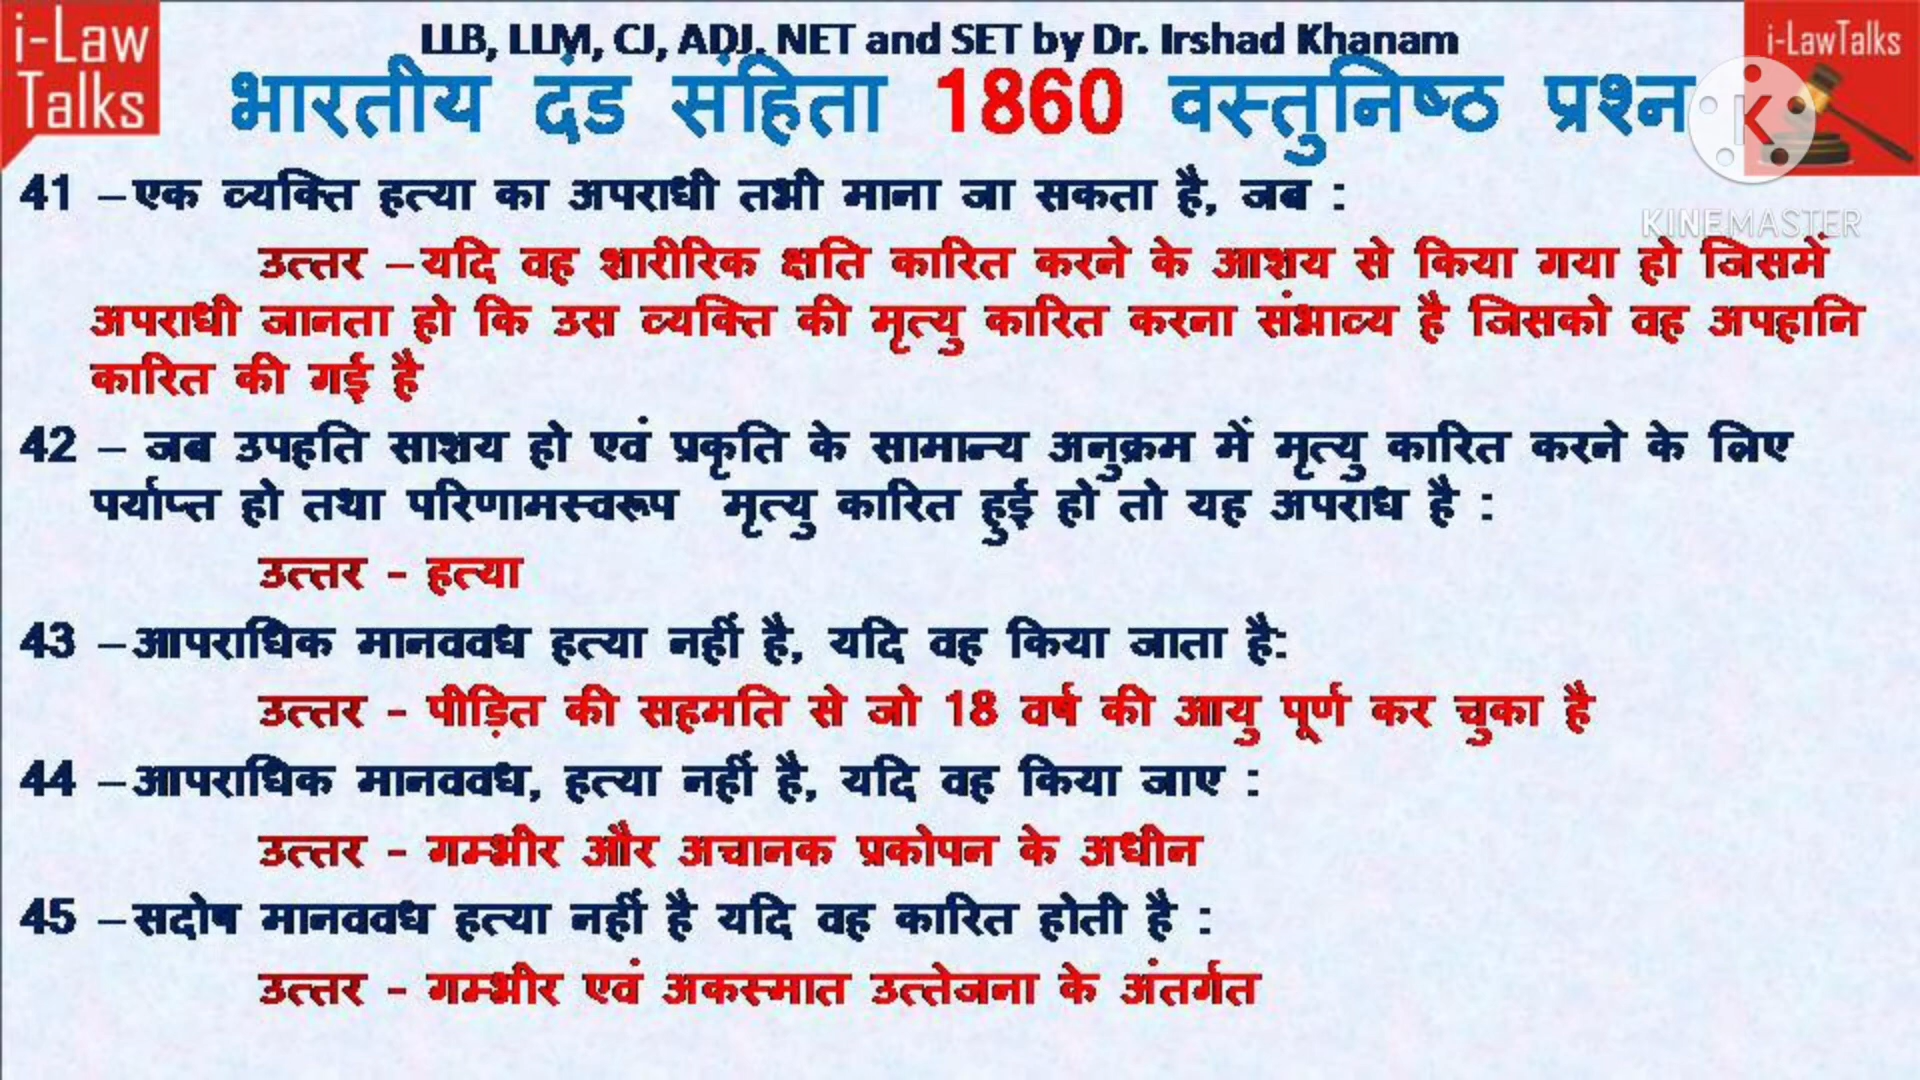 i-Law
Talks
LLB, LLM, CJ, ADJ, NET and SET by Dr. Irshad Khanam
i-LawTalks
भारतीय दंड संहिता 1860 वस्तुनिष्ठ प्रश्न
K
KINEMASTER
41 –एक व्यक्ति हत्या का अपराधी तभी माना जा सकता है, जब :
उत्तर –यदि वह शारीरिक क्षति कारित करने के आशय से किया गया हो जिसमें
अपराधी जानता हो कि उस व्यक्ति की मृत्यु कारित करना संभाव्य है जिसको वह अपहानि
कारित की गई है
42 – जब उपहति साशय हो एवं प्रकृति के सामान्य अनुक्रम में मृत्यु कारित करने के लिए
पर्याप्त हो तथा परिणामस्वरूप मृत्यु कारित हुई हो तो यह अपराध है :
उत्तर - हत्या
43 –आपराधिक मानववध हत्या नहीं है, यदि वह किया जाता है:
उत्तर - पीड़ित की सहमति से जो 18 वर्ष की आयु पूर्ण कर चुका है
44 –आपराधिक मानववध, हत्या नहीं है, यदि वह किया जाए :
उत्तर - गम्भीर और अचानक प्रकोपन के अधीन
45 –सदोष मानववध हत्या नहीं है यदि वह कारित होती है :
उत्तर - गम्भीर एवं अकस्मात उत्तेजना के अंतर्गत